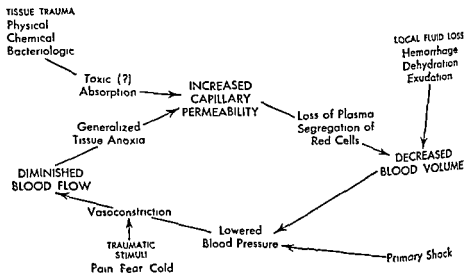 TISSUE TRAUMA
Physical
Chemical
Bacteriologic
Toxic (?)
Absorption
INCREASED
CAPILLARY
PERMEABILITY
LOCAL FLUID LOSS
Hemorrhage
Dehydration
Exudation
Loss of Plasma
Segregation of
Red Cells
Generalized
Tissue Anoxia
DECREASED
BLOOD VOLUME
DIMINISHED
BLOOD FLOW
Vasoconstriction
TRAUMATIC
STIMULI
Pain Fear Cold
Lowered
Blood Pressure
Primary Shock